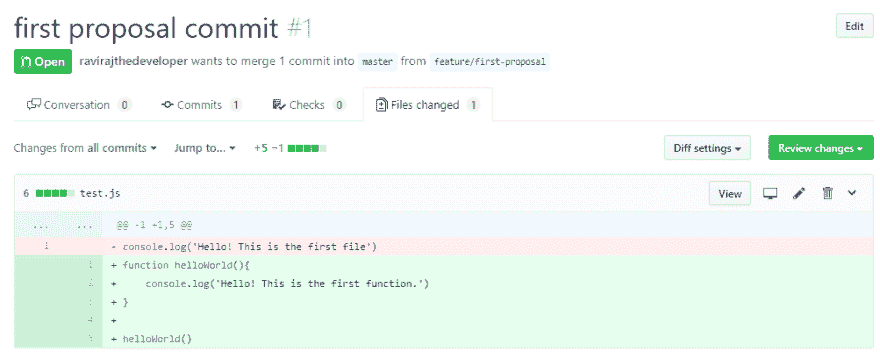 first proposal commit #1
Edit
Open ravirajthedeveloper wants to merge 1 commit into master from feature/first-proposal
Conversation 0 Commits 1 Checks 0 Files changed 1
Changes from all commits Jump to... +5 −1 Diff settings Review changes
6 test.js View
... ... @@ -1 +1,5 @@
1 - console.log('Hello! This is the first file')
1 + function helloWorld(){
2 + console.log('Hello! This is the first function.')
3 + }
4 +
5 + helloWorld()